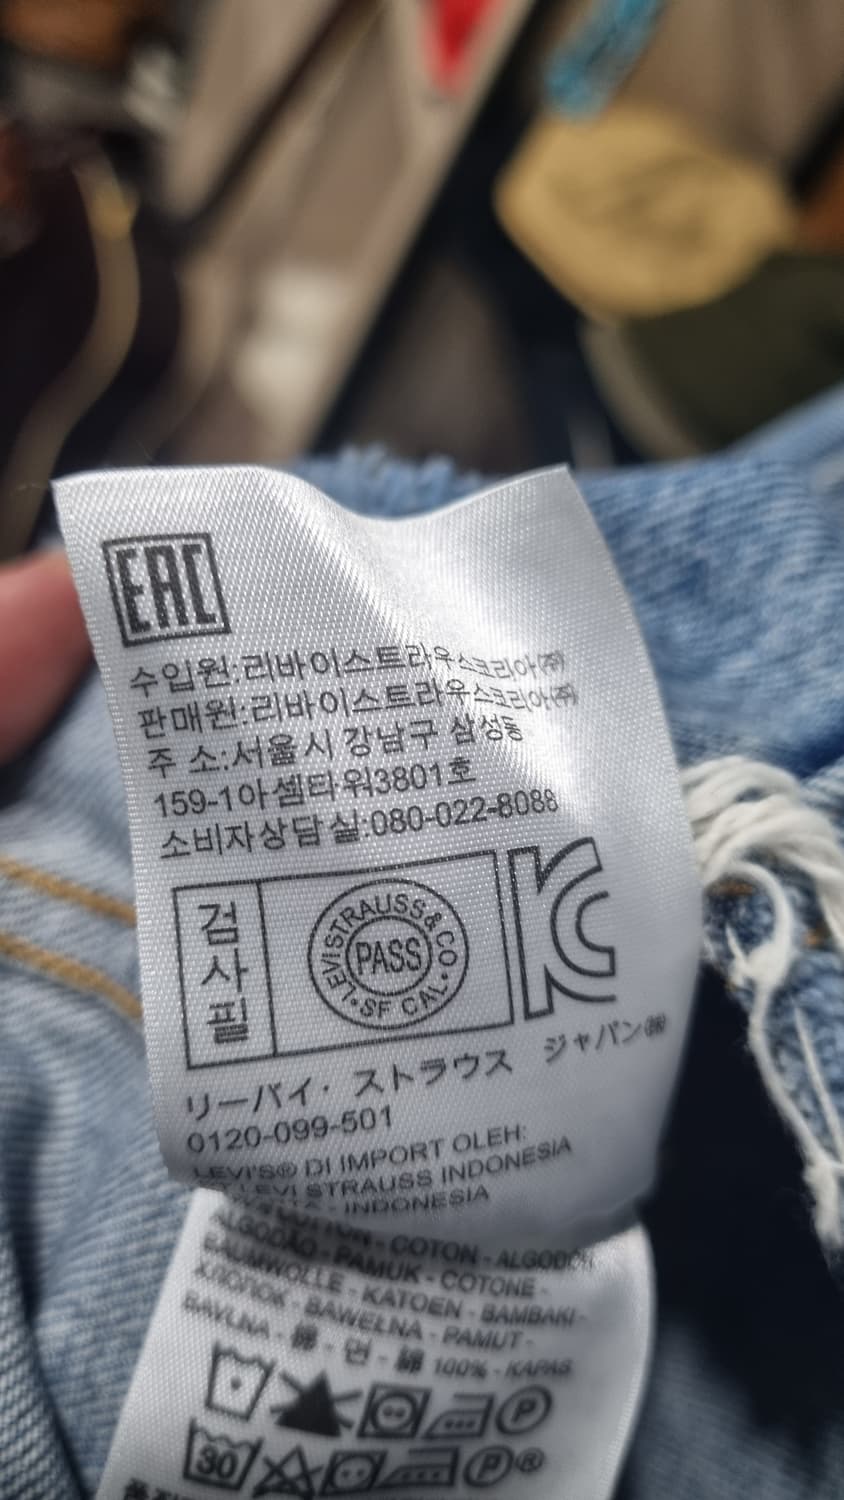 EAC
수입원:리바이스트라우스코리아(주)
판매원:리바이스트라우스코리아(주)
주 소:서울시 강남구 삼성동
159-1아셈타워3801호
소비자상담실:080-022-8088
검사필
LEVI STRAUSS & CO
PASS
SF CAL
KC
リーバイ・ストラウス ジャパン㈱
0120-099-501
LEVI'S® DI IMPORT OLEH:
LEVI STRAUSS INDONESIA
- INDONESIA
COTON - ALGODÓN
ALGODÃO - PAMUK - COTONE -
BAUMWOLLE - KATOEN - BAMBAKI -
ХЛОПОК - BAWEŁNA - PAMUT -
BAVLNA - 棉 - 면 - 綿 100% - KAPAS
P
30
P ®